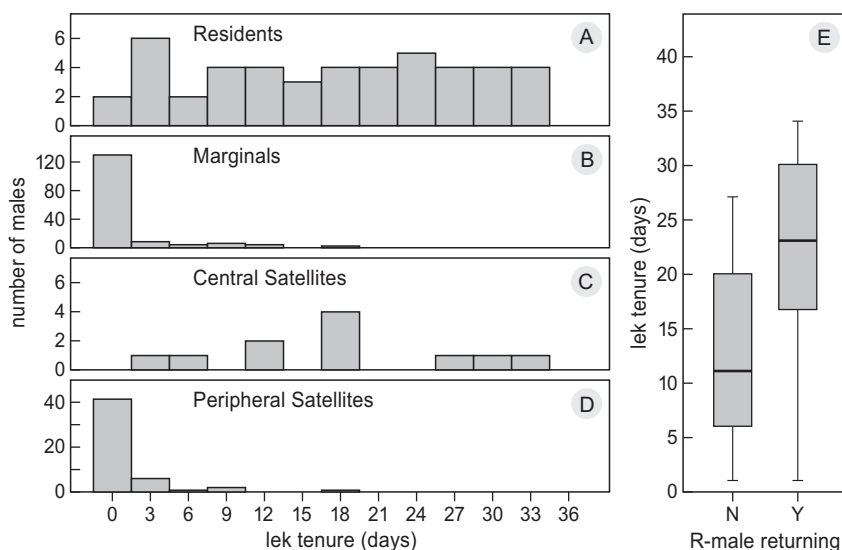 Residents
A
6
4
2
0
Marginals
B
120
80
40
0
number of males
Central Satellites
C
6
4
2
0
Peripheral Satellites
D
40
20
0
0 3 6 9 12 15 18 21 24 27 30 33 36
lek tenure (days)
E
40
35
30
25
20
15
10
5
0
lek tenure (days)
N Y
R-male returning